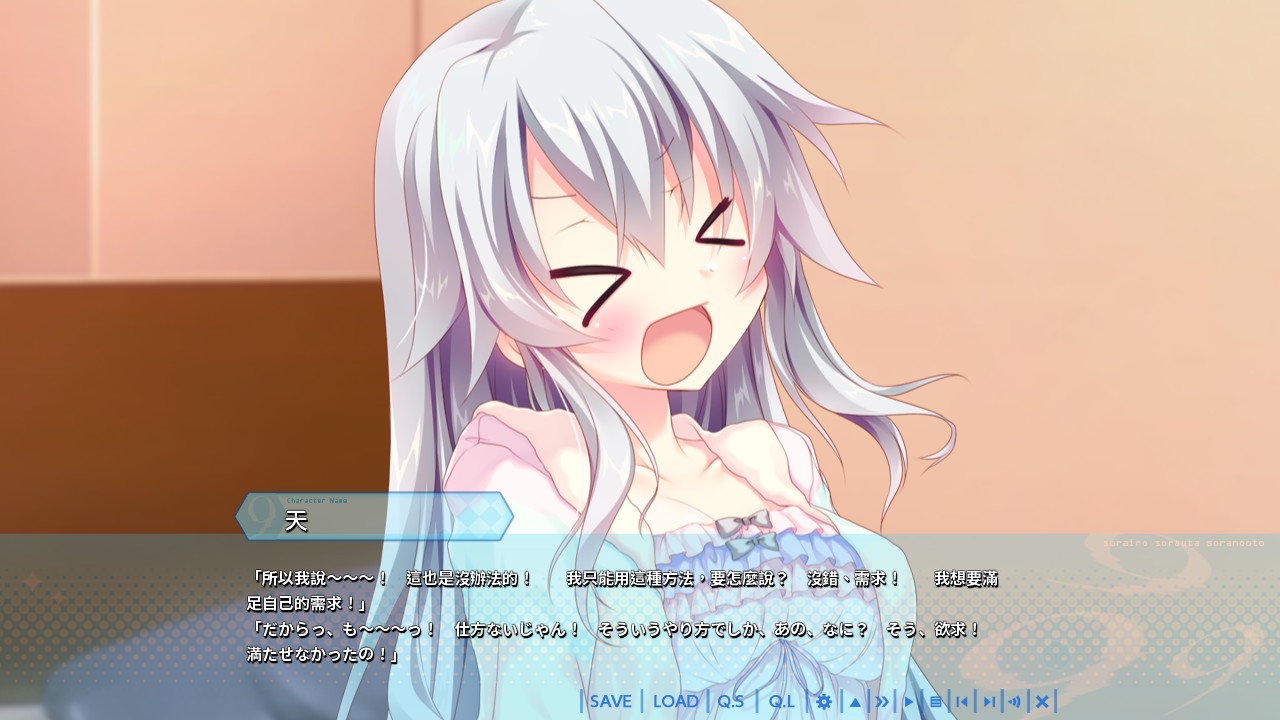 Character Name
9
天
sorairo sorauta soranooto
「所以我說～～～！　這也是沒辦法的！　　我只能用這種方法，要怎麼說？　沒錯、需求！　　我想要滿
足自己的需求！」
「だからっ、も～～～っ！　仕方ないじゃん！　そういうやり方でしか、あの、なに？　そう、欲求！
満たせなかったの！」
SAVE LOAD Q.S Q.L